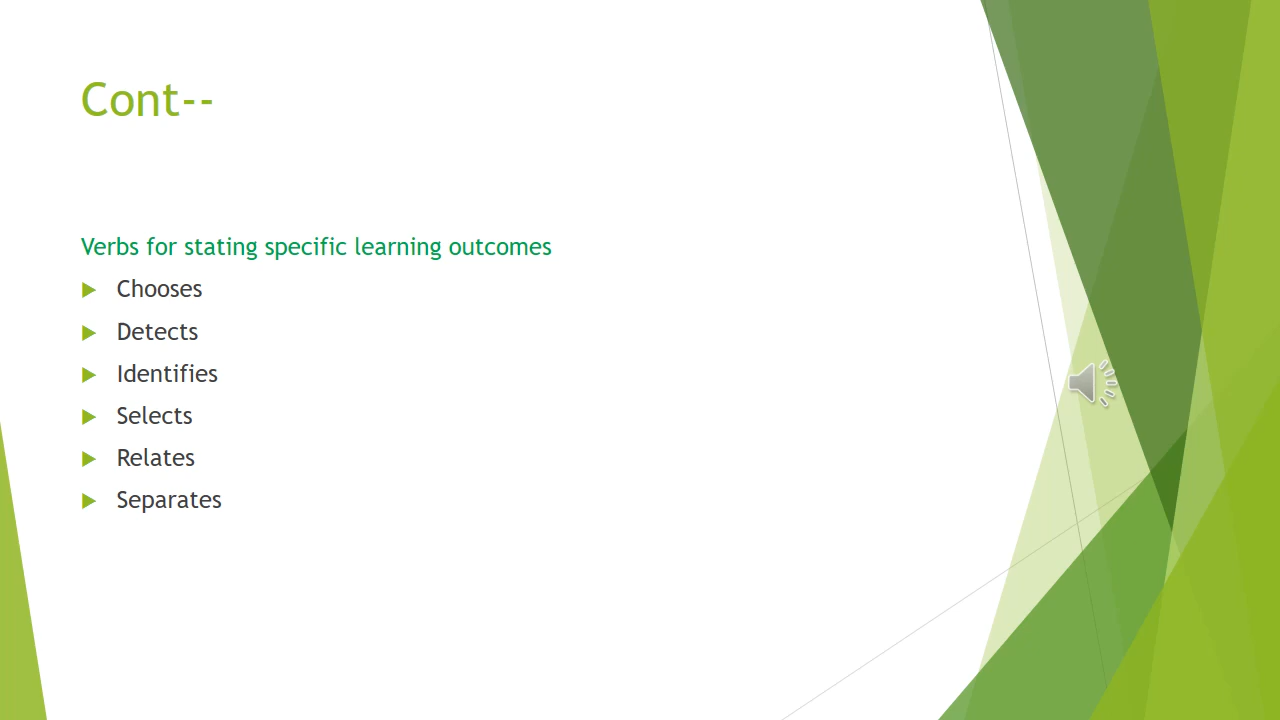 Cont--
Verbs for stating specific learning outcomes
Chooses
Detects
Identifies
Selects
Relates
Separates